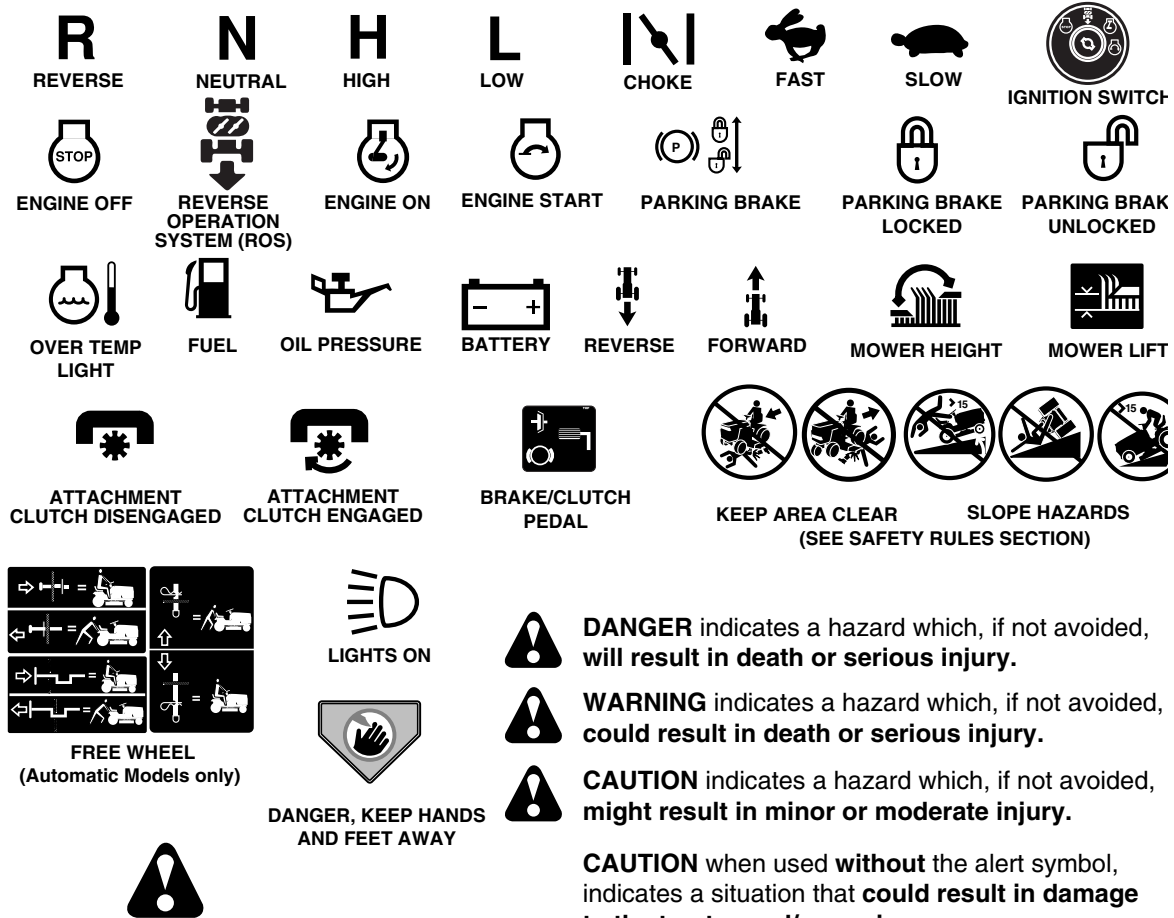 R N H L
REVERSE NEUTRAL HIGH LOW CHOKE FAST SLOW IGNITION SWITCH
STOP P
ENGINE OFF REVERSE OPERATION SYSTEM (ROS) ENGINE ON ENGINE START PARKING BRAKE PARKING BRAKE LOCKED PARKING BRAK UNLOCKED
OVER TEMP LIGHT FUEL OIL PRESSURE BATTERY REVERSE FORWARD MOWER HEIGHT MOWER LIFT
15 15
ATTACHMENT CLUTCH DISENGAGED ATTACHMENT CLUTCH ENGAGED BRAKE/CLUTCH PEDAL KEEP AREA CLEAR SLOPE HAZARDS
(SEE SAFETY RULES SECTION)
FREE WHEEL
(Automatic Models only)
LIGHTS ON
DANGER, KEEP HANDS
AND FEET AWAY
DANGER indicates a hazard which, if not avoided,
will result in death or serious injury.
WARNING indicates a hazard which, if not avoided,
could result in death or serious injury.
CAUTION indicates a hazard which, if not avoided,
might result in minor or moderate injury.
CAUTION when used without the alert symbol,
indicates a situation that could result in damage